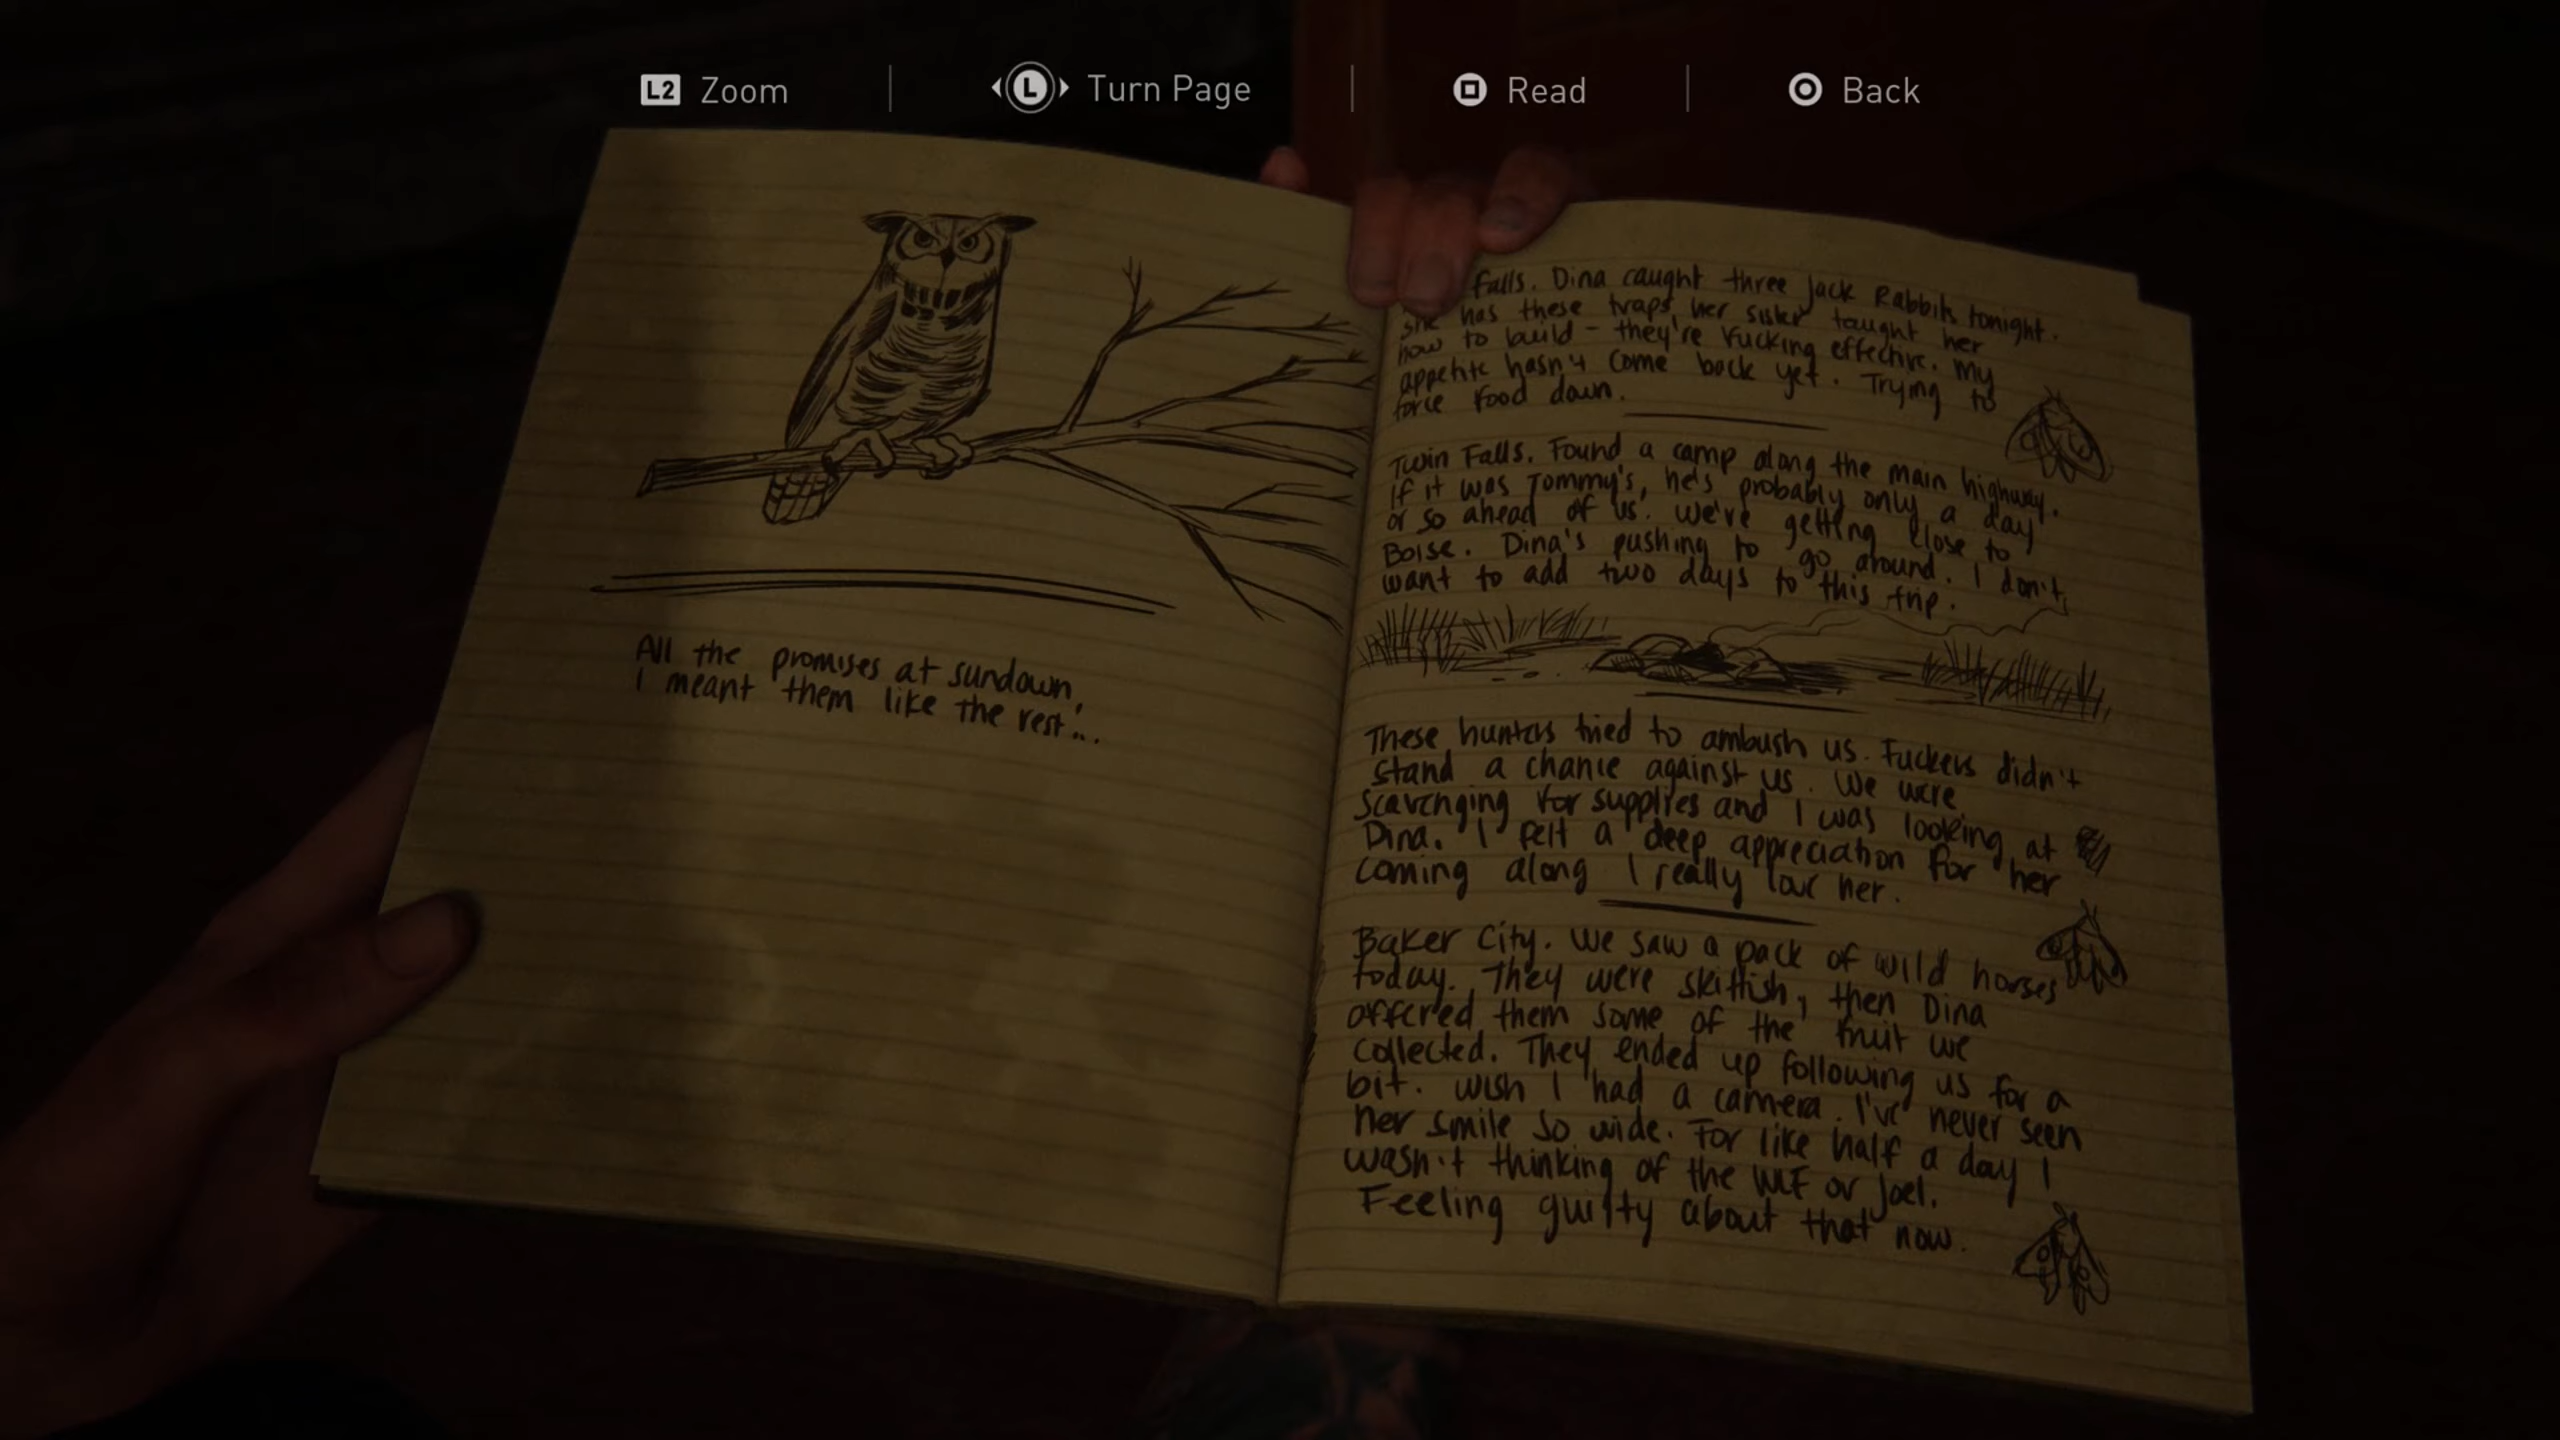 L2 Zoom
L Turn Page
Read
Back
All the promises at sundown,
I meant them like the rest...
Falls. Dina caught three Jack Rabbits tonight.
she has these traps her sister taught her
how to build - they're fucking effective. My
appetite hasn't come back yet. Trying to
force food down.
Twin Falls. Found a camp along the main highway.
If it was Tommy's, he's probably only a day
or so ahead of us. We're getting close to
Boise. Dina's pushing to go around. I don't
want to add two days to this trip.
These hunters tried to ambush us. Fuckers didn't
stand a chance against us. We were
scavenging for supplies and I was looking at
Dina. I felt a deep appreciation for her
coming along I really love her.
Baker City. We saw a pack of wild horses
today. They were skittish, then Dina
offered them some of the fruit we
collected. They ended up following us for a
bit. Wish I had a camera. I've never seen
her smile so wide. For like half a day I
wasn't thinking of the WLF or Joel.
Feeling guilty about that now.